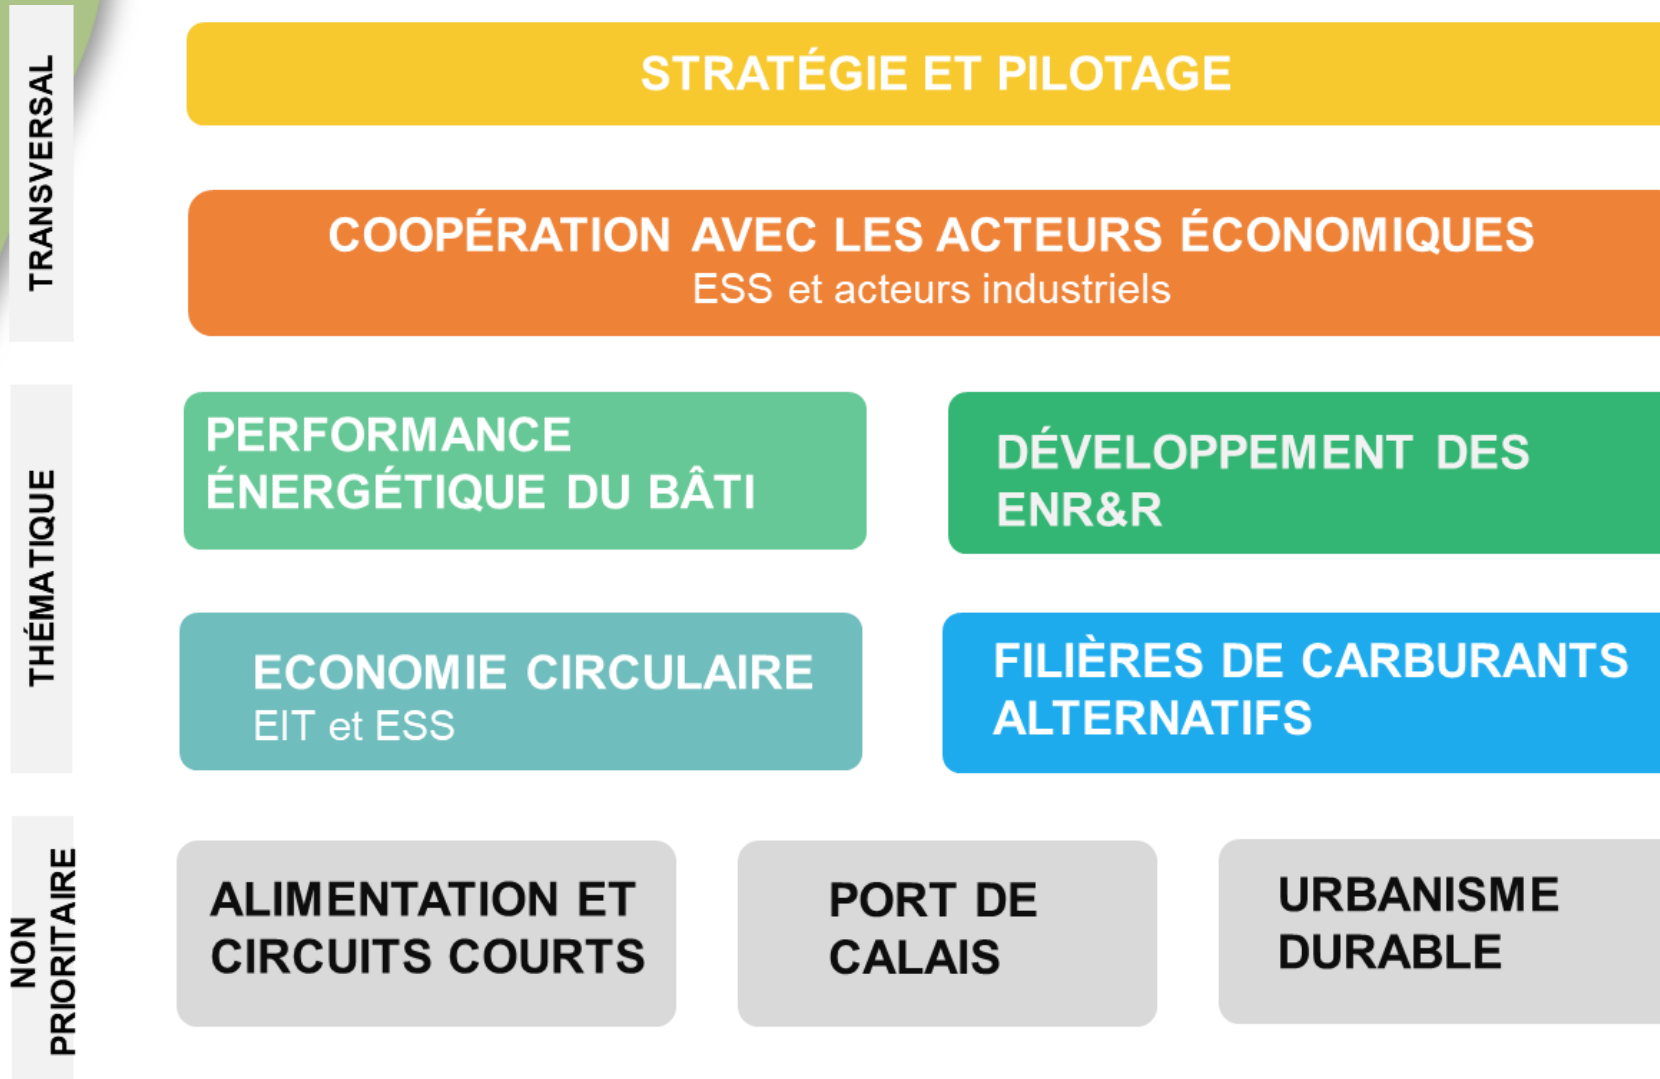 TRANSVERSAL
STRATÉGIE ET PILOTAGE
COOPÉRATION AVEC LES ACTEURS ÉCONOMIQUES
ESS et acteurs industriels
THÉMATIQUE
PERFORMANCE
ÉNERGÉTIQUE DU BÂTI
DÉVELOPPEMENT DES
ENR&R
ECONOMIE CIRCULAIRE
EIT et ESS
FILIÈRES DE CARBURANTS
ALTERNATIFS
NON
PRIORITAIRE
ALIMENTATION ET
CIRCUITS COURTS
PORT DE
CALAIS
URBANISME
DURABLE